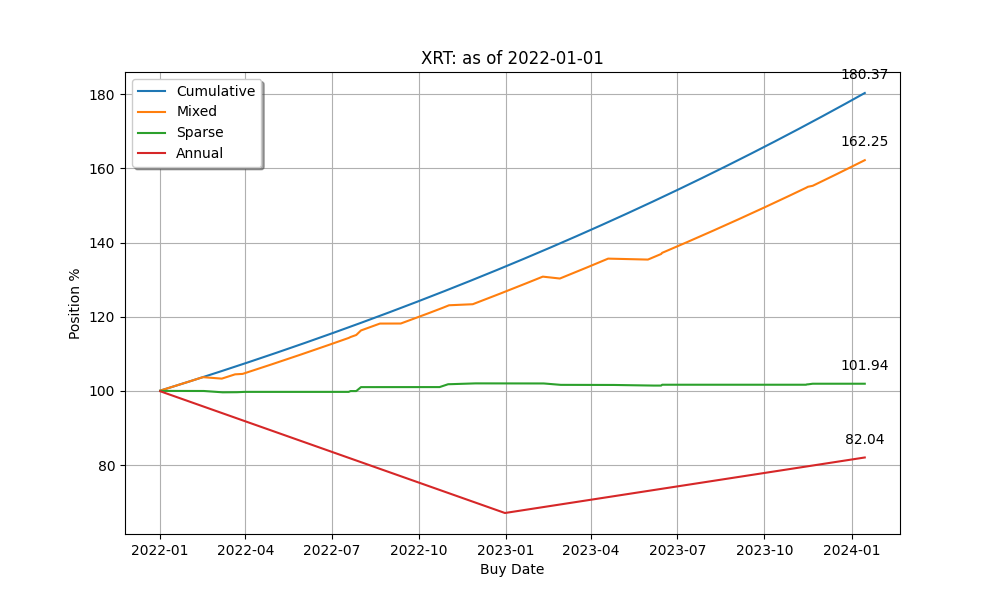 XRT: as of 2022-01-01
180.37
180
Cumulative
Mixed
162.25
Sparse
Annual
160
140
120
101.94
100
82.04
80
Position %
2022-01 2022-04 2022-07 2022-10 2023-01 2023-04 2023-07 2023-10 2024-01
Buy Date